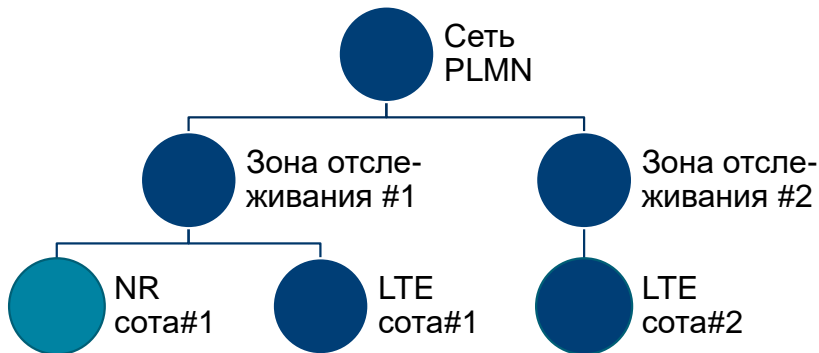 Сеть
PLMN
Зона отсле-
живания #1
Зона отсле-
живания #2
NR
сота#1
LTE
сота#1
LTE
сота#2